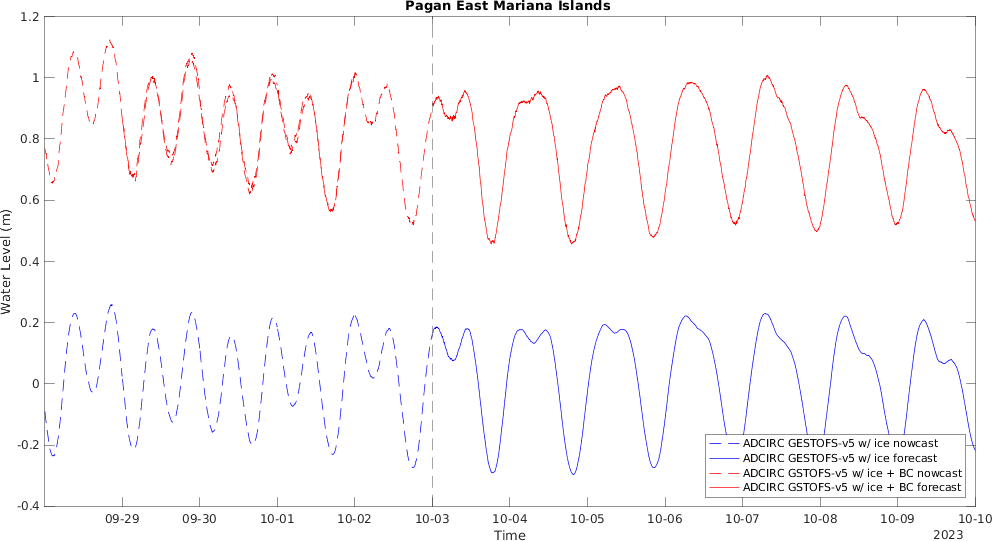 Pagan East Mariana Islands
1.2
1
0.8
0.6
0.4
0.2
0
-0.2
-0.4
Water Level (m)
ADCIRC GESTOFS-v5 w/ ice nowcast
ADCIRC GESTOFS-v5 w/ ice forecast
ADCIRC GSTOFS-v5 w/ ice + BC nowcast
ADCIRC GSTOFS-v5 w/ ice + BC forecast
09-29 09-30 10-01 10-02 10-03 10-04 10-05 10-06 10-07 10-08 10-09 10-10
Time
2023